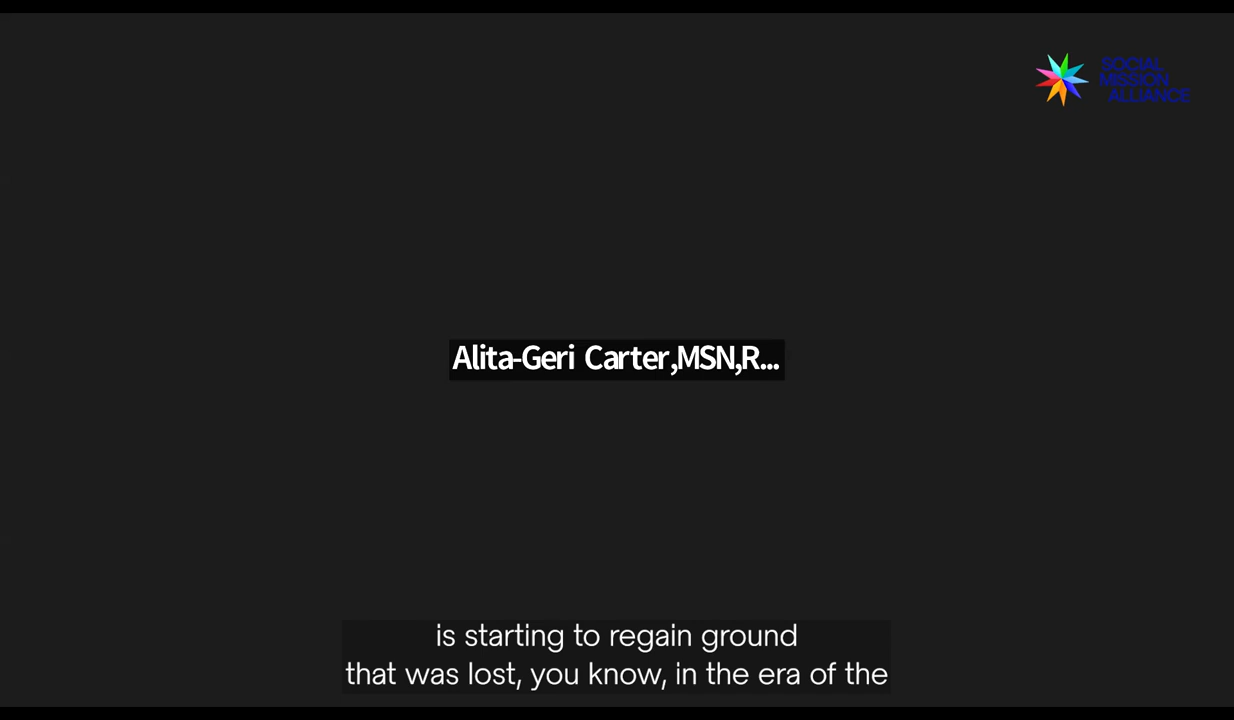 SOCIAL
MISSION
ALLIANCE
Alita-Geri Carter,MSN,R...
is starting to regain ground
that was lost, you know, in the era of the